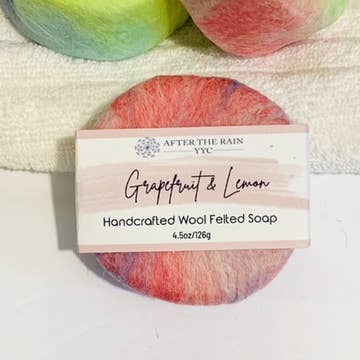 AFTER THE RAIN
YYC
Grapefruit & Lemon
Handcrafted Wool Felted Soap
4.5oz/126g